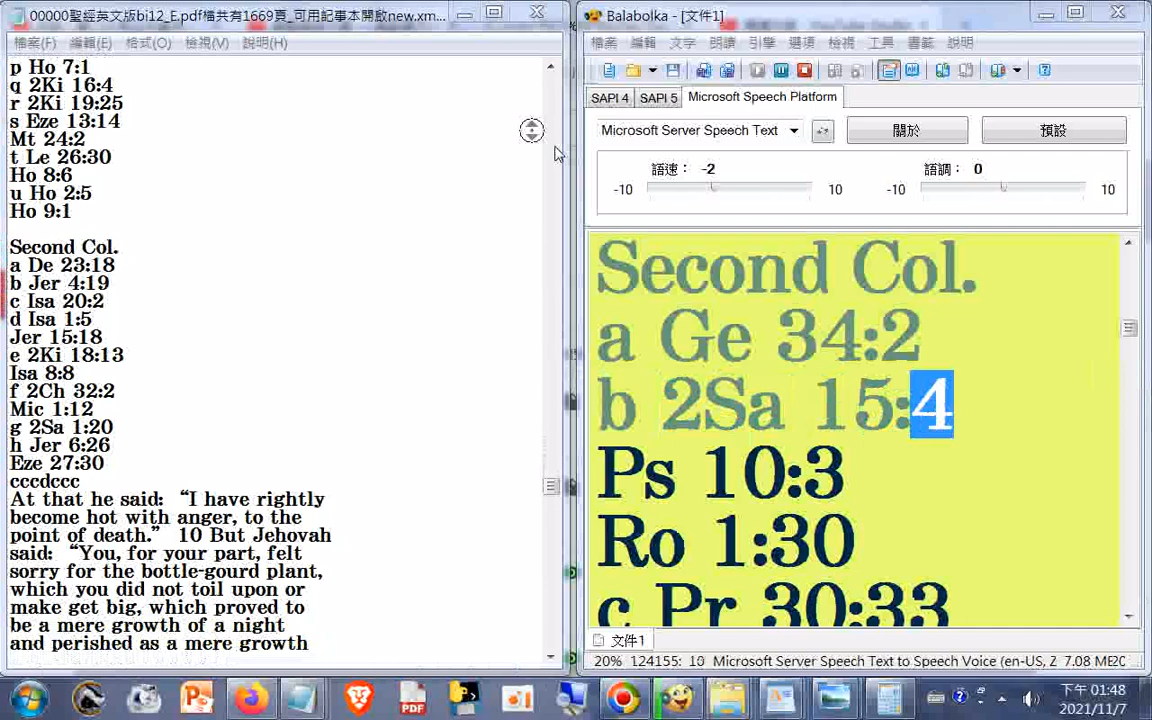 00000聖經英文版bi12_E.pdf檔共有1669頁_可用記事本開啟new.xm...
檔案(F) 編輯(E) 格式(O) 檢視(V) 說明(H)
p Ho 7:1
q 2Ki 16:4
r 2Ki 19:25
s Eze 13:14
Mt 24:2
t Le 26:30
Ho 8:6
u Ho 2:5
Ho 9:1
Second Col.
a De 23:18
b Jer 4:19
c Isa 20:2
d Isa 1:5
Jer 15:18
e 2Ki 18:13
Isa 8:8
f 2Ch 32:2
Mic 1:12
g 2Sa 1:20
h Jer 6:26
Eze 27:30
cccdccc
At that he said: “I have rightly
become hot with anger, to the
point of death.” 10 But Jehovah
said: “You, for your part, felt
sorry for the bottle-gourd plant,
which you did not toil upon or
make get big, which proved to
be a mere growth of a night
and perished as a mere growth
Balabolka - [文件1]
檔案 編輯 文字 朗讀 引擎 選項 檢視 工具 書籤 說明
SAPI 4 SAPI 5 Microsoft Speech Platform
Microsoft Server Speech Text 關於 預設
語速： -2 語調： 0
-10 10 -10 10
Second Col.
a Ge 34:2
b 2Sa 15:4
Ps 10:3
Ro 1:30
c Pr 30:33
文件1
20% 124155: 10 Microsoft Server Speech Text to Speech Voice (en-US, Z 7.08 ME
PDF
下午 01:48
2021/11/7